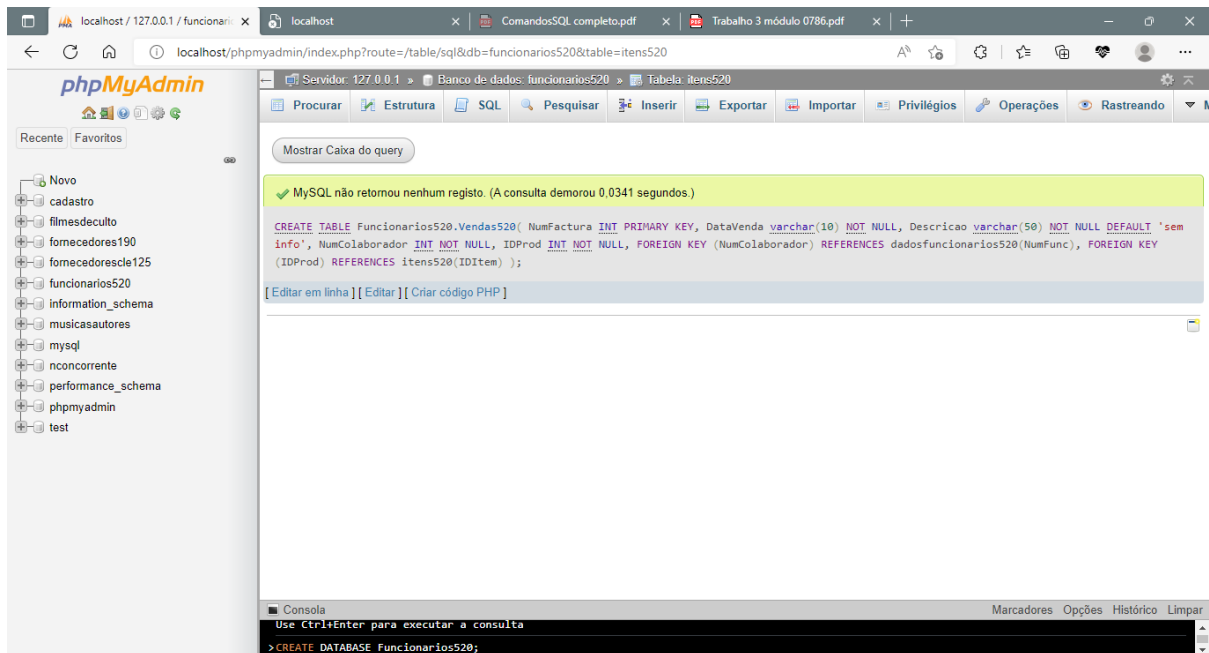 localhost / 127.0.0.1 / funcionari
localhost
ComandosSQL completo.pdf
Trabalho 3 módulo 0786.pdf
localhost/phpmyadmin/index.php?route=/table/sql&db=funcionarios520&table=itens520
phpMyAdmin
Recente Favoritos
Novo
cadastro
filmesdeculto
fornecedores190
fornecedorescle125
funcionarios520
information_schema
musicasautores
mysql
nconcorrente
performance_schema
phpmyadmin
test
Servidor: 127.0.0.1 » Banco de dados: funcionarios520 » Tabela: itens520
Procurar Estrutura SQL Pesquisar Inserir Exportar Importar Privilégios Operações Rastreando
Mostrar Caixa do query
MySQL não retornou nenhum registo. (A consulta demorou 0,0341 segundos.)
CREATE TABLE Funcionarios520.Vendas520( NumFactura INT PRIMARY KEY, DataVenda varchar(10) NOT NULL, Descricao varchar(50) NOT NULL DEFAULT 'sem
info', NumColaborador INT NOT NULL, IDProd INT NOT NULL, FOREIGN KEY (NumColaborador) REFERENCES dadosfuncionarios520(NumFunc), FOREIGN KEY
(IDProd) REFERENCES itens520(IDItem) );
[ Editar em linha ] [ Editar ] [ Criar código PHP ]
Consola
Marcadores Opções Histórico Limpar
Use Ctrl+Enter para executar a consulta
>CREATE DATABASE Funcionarios520;